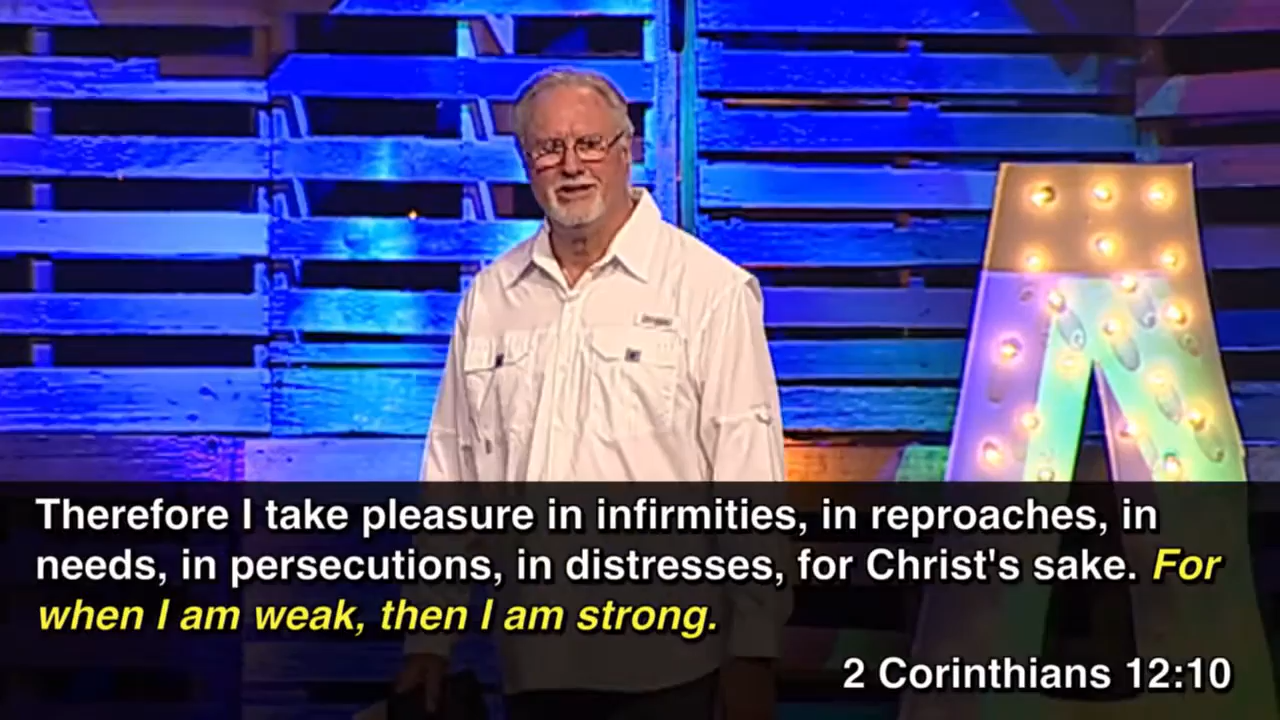 Therefore I take pleasure in infirmities, in reproaches, in
needs, in persecutions, in distresses, for Christ's sake. For
when I am weak, then I am strong.
2 Corinthians 12:10